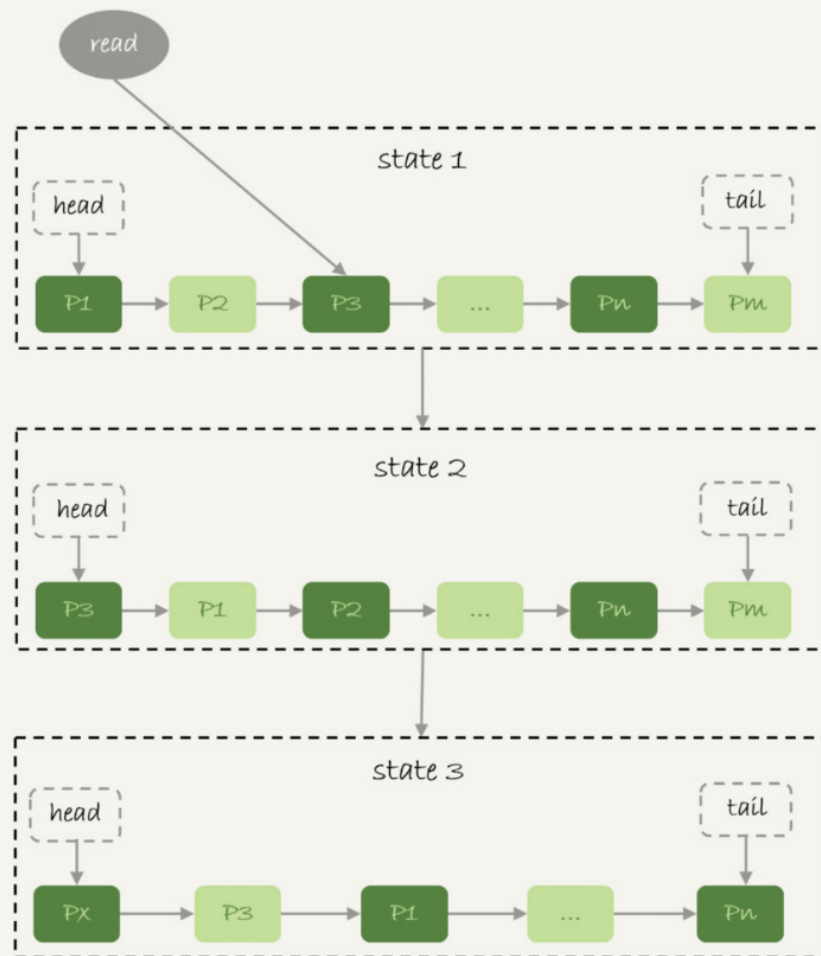 read
state 1
head
tail
P1 P2 P3 ... Pn Pm
state 2
head
tail
P3 P1 P2 ... Pn Pm
state 3
head
tail
Px P3 P1 ... Pn